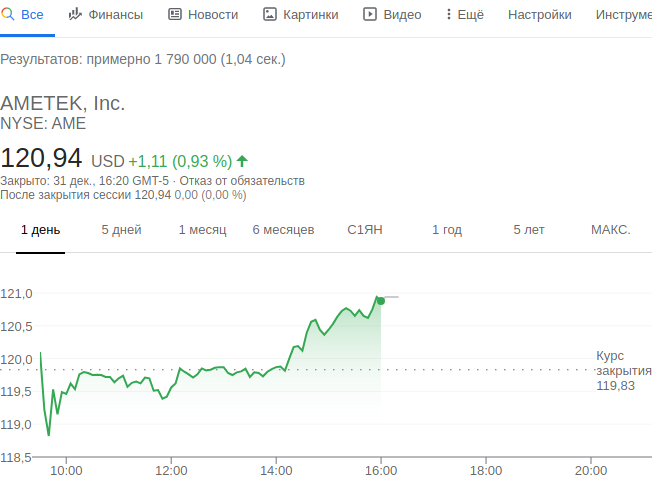 Все Финансы Новости Картинки Видео Ещё Настройки Инструме
Результатов: примерно 1 790 000 (1,04 сек.)
AMETEK, Inc.
NYSE: AME
120,94 USD +1,11 (0,93 %)
Закрыто: 31 дек., 16:20 GMT-5 · Отказ от обязательств
После закрытия сессии 120,94 0,00 (0,00 %)
1 день 5 дней 1 месяц 6 месяцев С1ЯН 1 год 5 лет МАКС.
121,0
120,5
120,0
119,5
119,0
118,5
Курс
закрытия
119,83
10:00 12:00 14:00 16:00 18:00 20:00